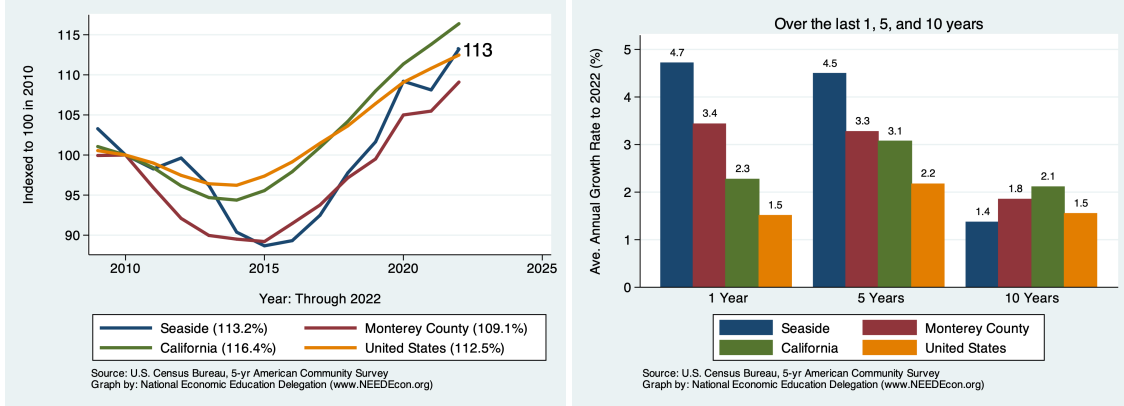 Indexed to 100 in 2010
115
110
105
100
95
90
113
2010
2015
2020
2025
Year: Through 2022
Seaside (113.2%)
Monterey County (109.1%)
California (116.4%)
United States (112.5%)
Source: U.S. Census Bureau, 5-yr American Community Survey
Graph by: National Economic Education Delegation (www.NEEDEcon.org)
Over the last 1, 5, and 10 years
Ave. Annual Growth Rate to 2022 (%)
5
4
3
2
1
0
4.7
3.4
2.3
1.5
4.5
3.3
3.1
2.2
1.4
1.8
2.1
1.5
1 Year
5 Years
10 Years
Seaside
Monterey County
California
United States
Source: U.S. Census Bureau, 5-yr American Community Survey
Graph by: National Economic Education Delegation (www.NEEDEcon.org)